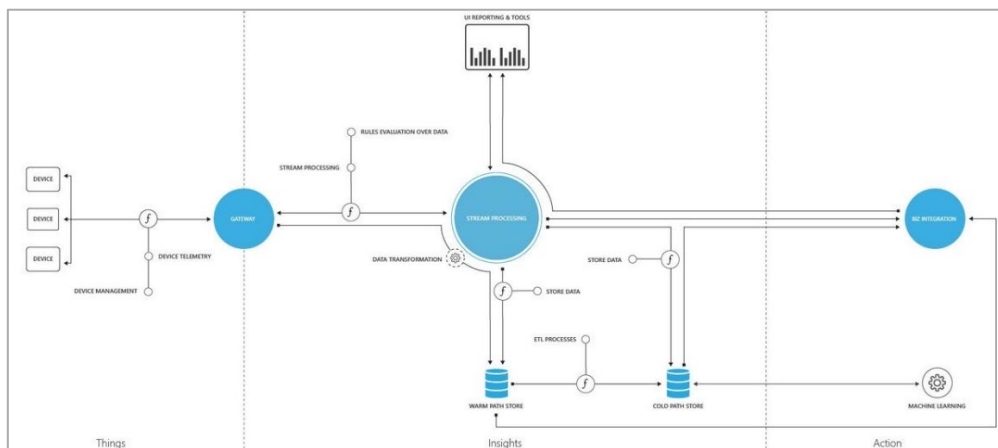 UI REPORTING & TOOLS
RULES EVALUATION OVER DATA
STREAM PROCESSING
DEVICE
f
GATEWAY
f
STREAM PROCESSING
BIZ INTEGRATION
DEVICE
DEVICE
DEVICE TELEMETRY
DATA TRANSFORMATION
STORE DATA
f
DEVICE MANAGEMENT
f
STORE DATA
ETL PROCESSES
f
WARM PATH STORE
COLD PATH STORE
MACHINE LEARNING
Things
Insights
Action